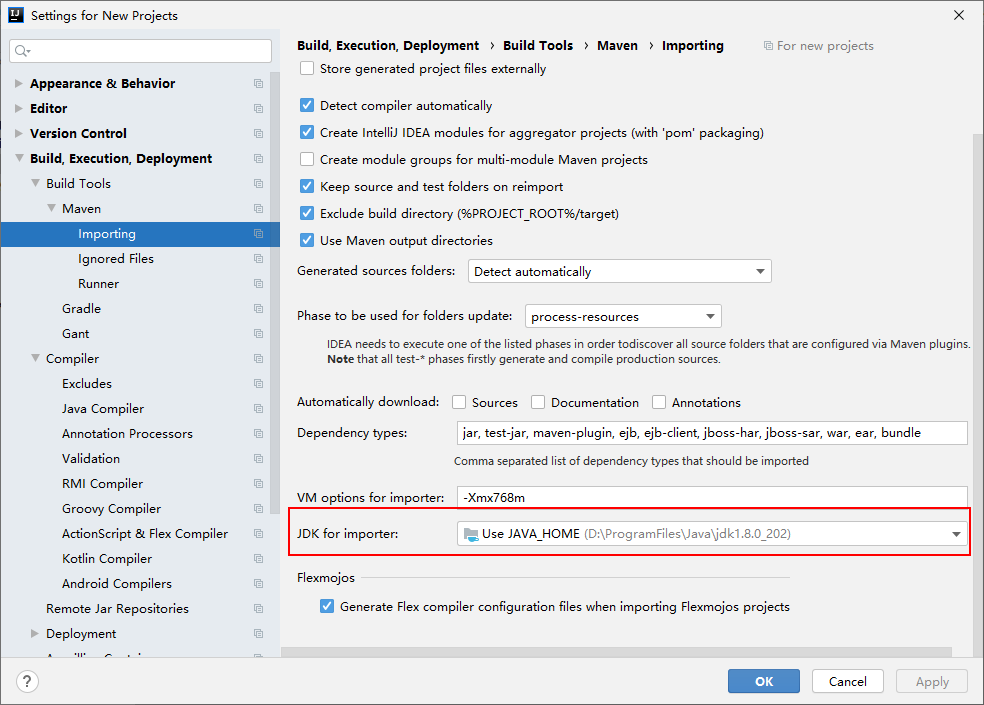 Settings for New Projects
Appearance & Behavior
Editor
Version Control
Build, Execution, Deployment
Build Tools
Maven
Importing
Ignored Files
Runner
Gradle
Gant
Compiler
Excludes
Java Compiler
Annotation Processors
Validation
RMI Compiler
Groovy Compiler
ActionScript & Flex Compiler
Kotlin Compiler
Android Compilers
Remote Jar Repositories
Deployment
Build, Execution, Deployment › Build Tools › Maven › Importing For new projects
Store generated project files externally
Detect compiler automatically
Create IntelliJ IDEA modules for aggregator projects (with 'pom' packaging)
Create module groups for multi-module Maven projects
Keep source and test folders on reimport
Exclude build directory (%PROJECT_ROOT%/target)
Use Maven output directories
Generated sources folders: Detect automatically
Phase to be used for folders update: process-resources
IDEA needs to execute one of the listed phases in order todiscover all source folders that are configured via Maven plugins.
Note that all test-* phases firstly generate and compile production sources.
Automatically download: Sources Documentation Annotations
Dependency types: jar, test-jar, maven-plugin, ejb, ejb-client, jboss-har, jboss-sar, war, ear, bundle
Comma separated list of dependency types that should be imported
VM options for importer: -Xmx768m
JDK for importer: Use JAVA_HOME (D:\ProgramFiles\Java\jdk1.8.0_202)
Flexmojos
Generate Flex compiler configuration files when importing Flexmojos projects
? OK Cancel Apply